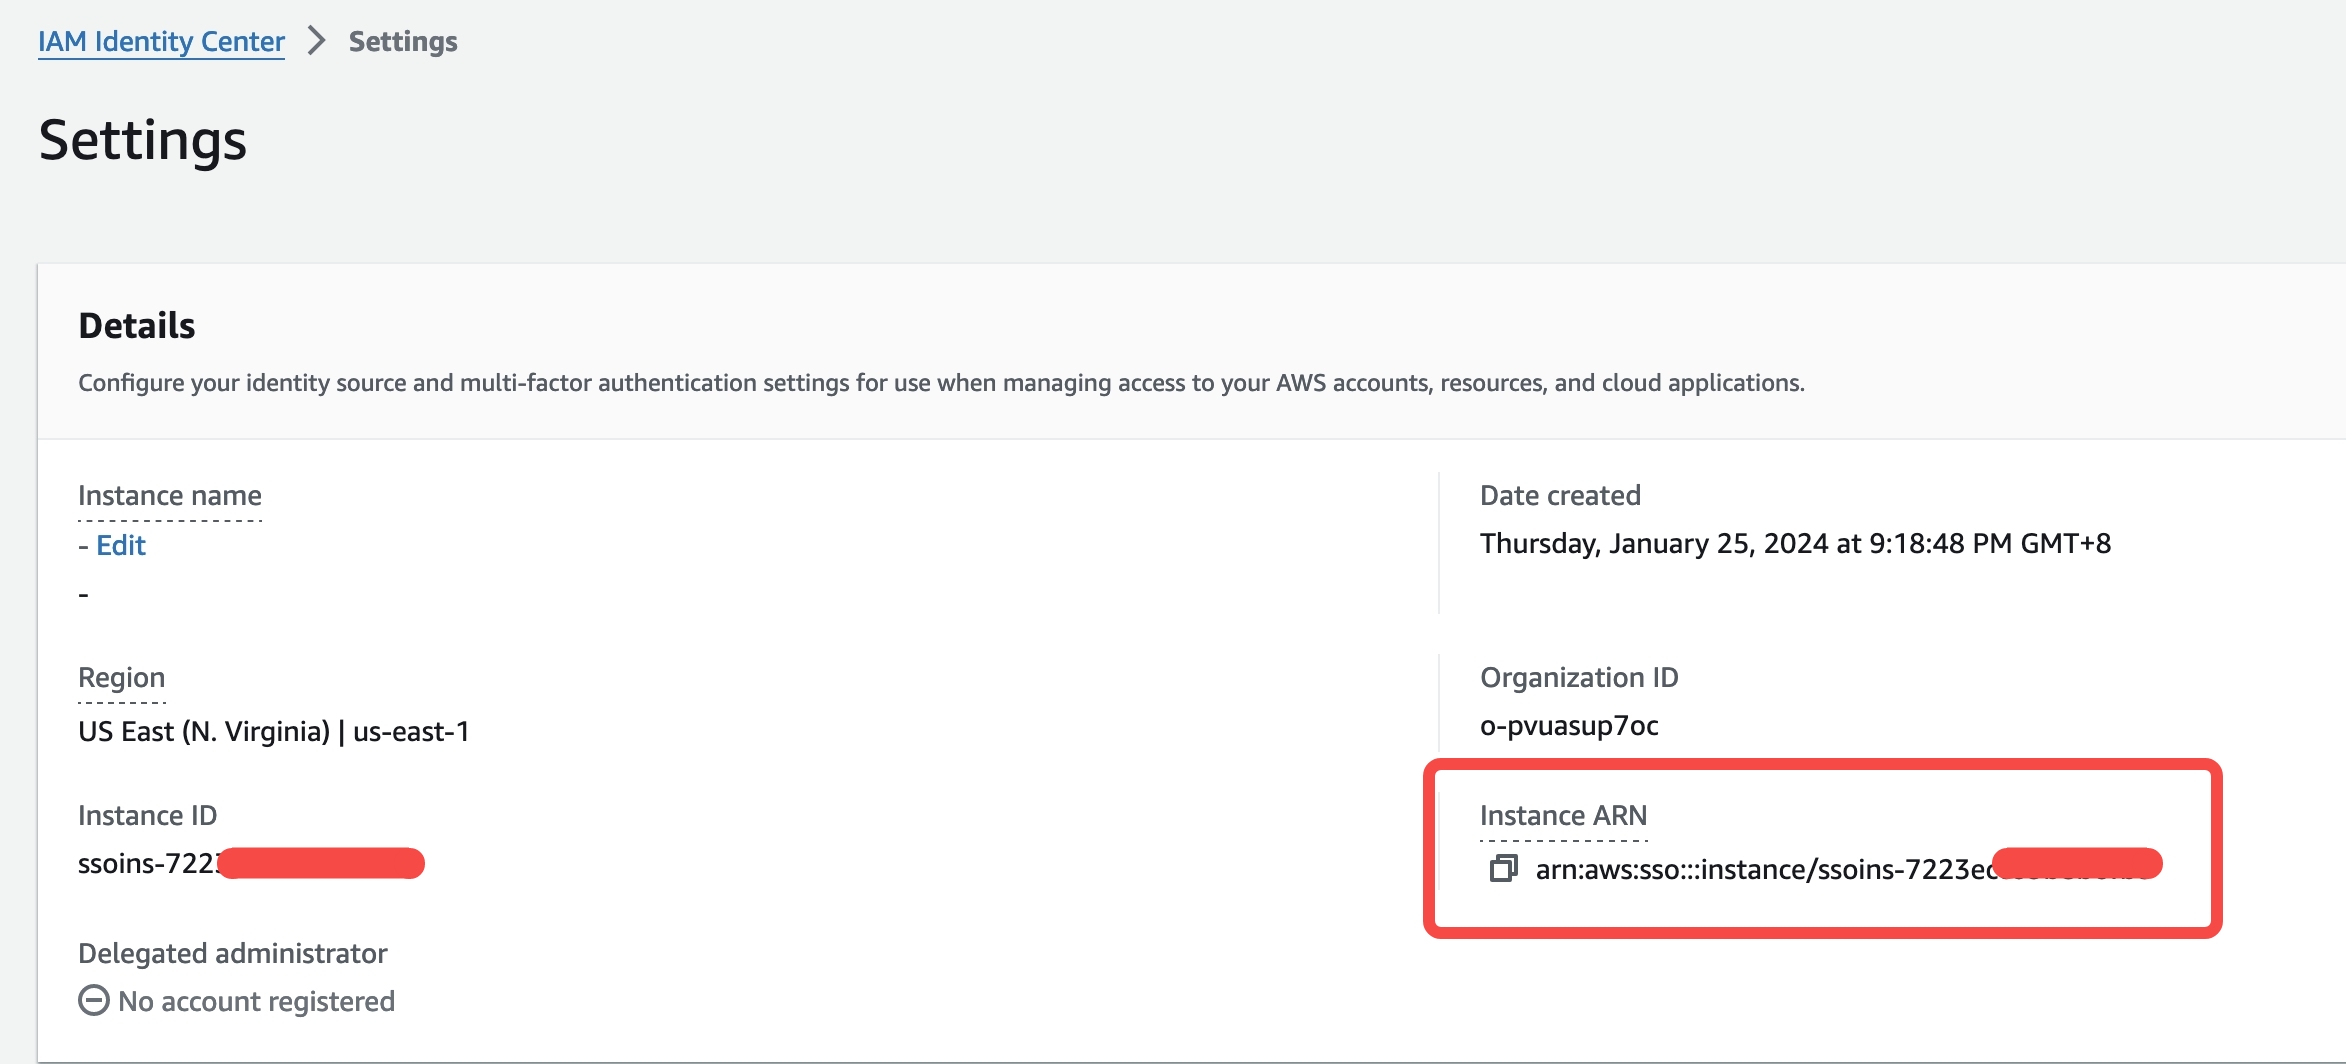 IAM Identity Center > Settings
Settings
Details
Configure your identity source and multi-factor authentication settings for use when managing access to your AWS accounts, resources, and cloud applications.
Instance name
- Edit
-
Date created
Thursday, January 25, 2024 at 9:18:48 PM GMT+8
Region
US East (N. Virginia) | us-east-1
Organization ID
o-pvuasup7oc
Instance ID
ssoins-722
Instance ARN
arn:aws:sso:::instance/ssoins-7223e
Delegated administrator
No account registered